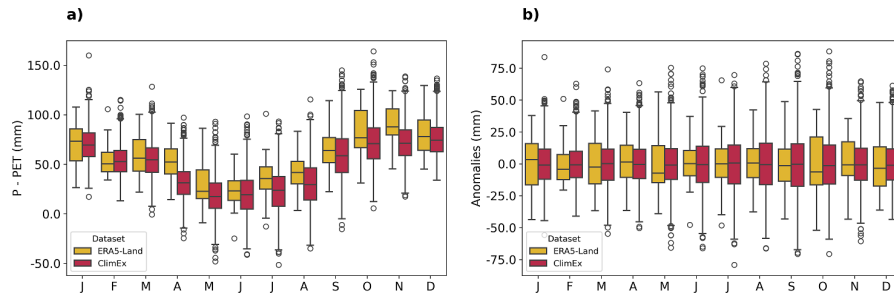 a)
P - PET (mm)
150.0
100.0
50.0
0.0
-50.0
Dataset
ERA5-Land
ClimEx
J F M A M J J A S O N D
b)
Anomalies (mm)
75.00
50.00
25.00
0.00
-25.00
-50.00
-75.00
Dataset
ERA5-Land
ClimEx
J F M A M J J A S O N D